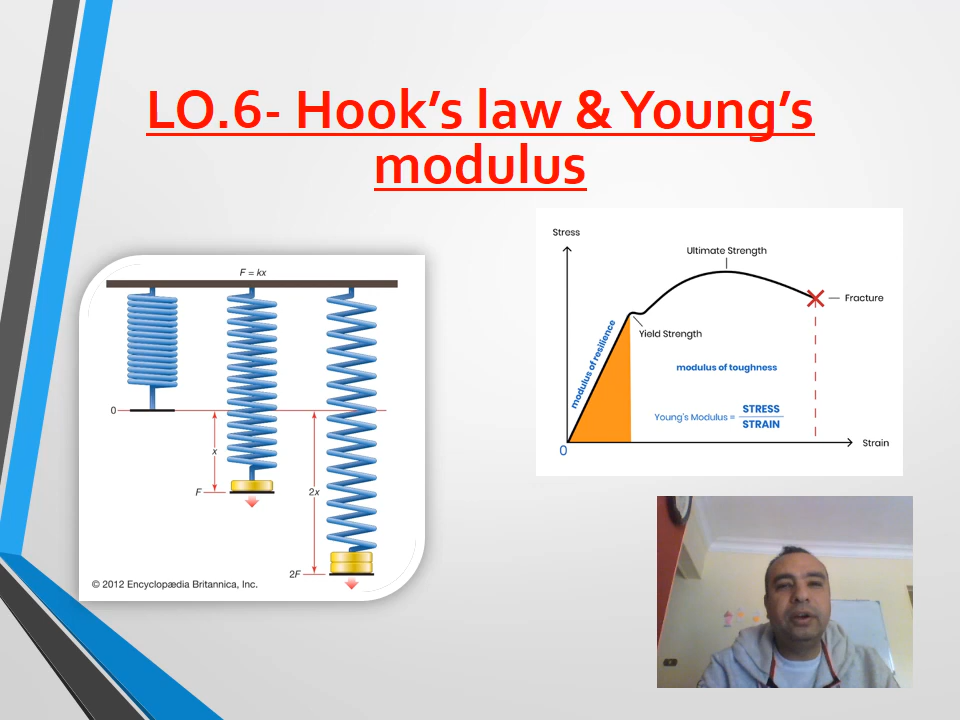 LO.6- Hook’s law & Young’s
modulus
F = kx
0
x
F
2x
2F
© 2012 Encyclopædia Britannica, Inc.
Stress
Ultimate Strength
Fracture
Yield Strength
modulus of resilience
modulus of toughness
Young's Modulus = STRESS
STRAIN
Strain
0